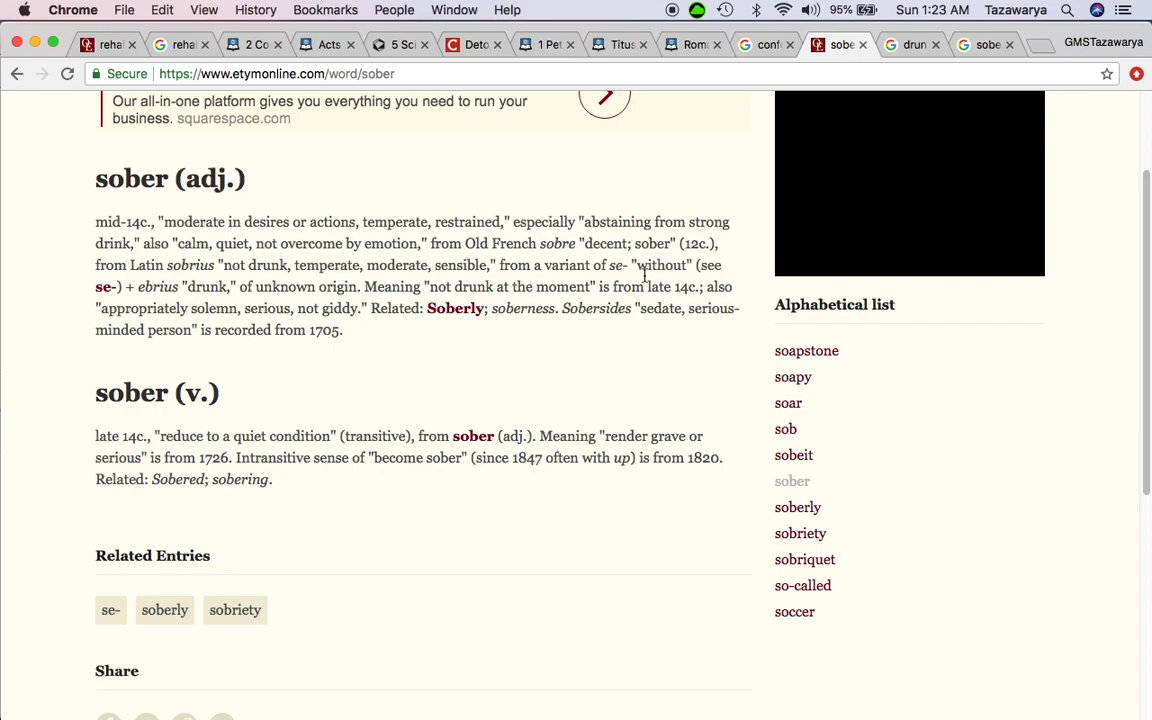 Chrome File Edit View History Bookmarks People Window Help 95% Sun 1:23 AM Tazawarya
rehal reha 2 Co Acts 5 Sci Deto 1 Pet Titus Rom conf sobe drun sobe GMSTazawarya
Secure https://www.etymonline.com/word/sober
Our all-in-one platform gives you everything you need to run your
business. squarespace.com
sober (adj.)
mid-14c., "moderate in desires or actions, temperate, restrained," especially "abstaining from strong
drink," also "calm, quiet, not overcome by emotion," from Old French sobre "decent; sober" (12c.),
from Latin sobrius "not drunk, temperate, moderate, sensible," from a variant of se- "without" (see
se-) + ebrius "drunk," of unknown origin. Meaning "not drunk at the moment" is from late 14c.; also
"appropriately solemn, serious, not giddy." Related: Soberly; soberness. Sobersides "sedate, serious-
minded person" is recorded from 1705.
sober (v.)
late 14c., "reduce to a quiet condition" (transitive), from sober (adj.). Meaning "render grave or
serious" is from 1726. Intransitive sense of "become sober" (since 1847 often with up) is from 1820.
Related: Sobered; sobering.
Related Entries
se- soberly sobriety
Share
Alphabetical list
soapstone
soapy
soar
sob
sobeit
sober
soberly
sobriety
sobriquet
so-called
soccer